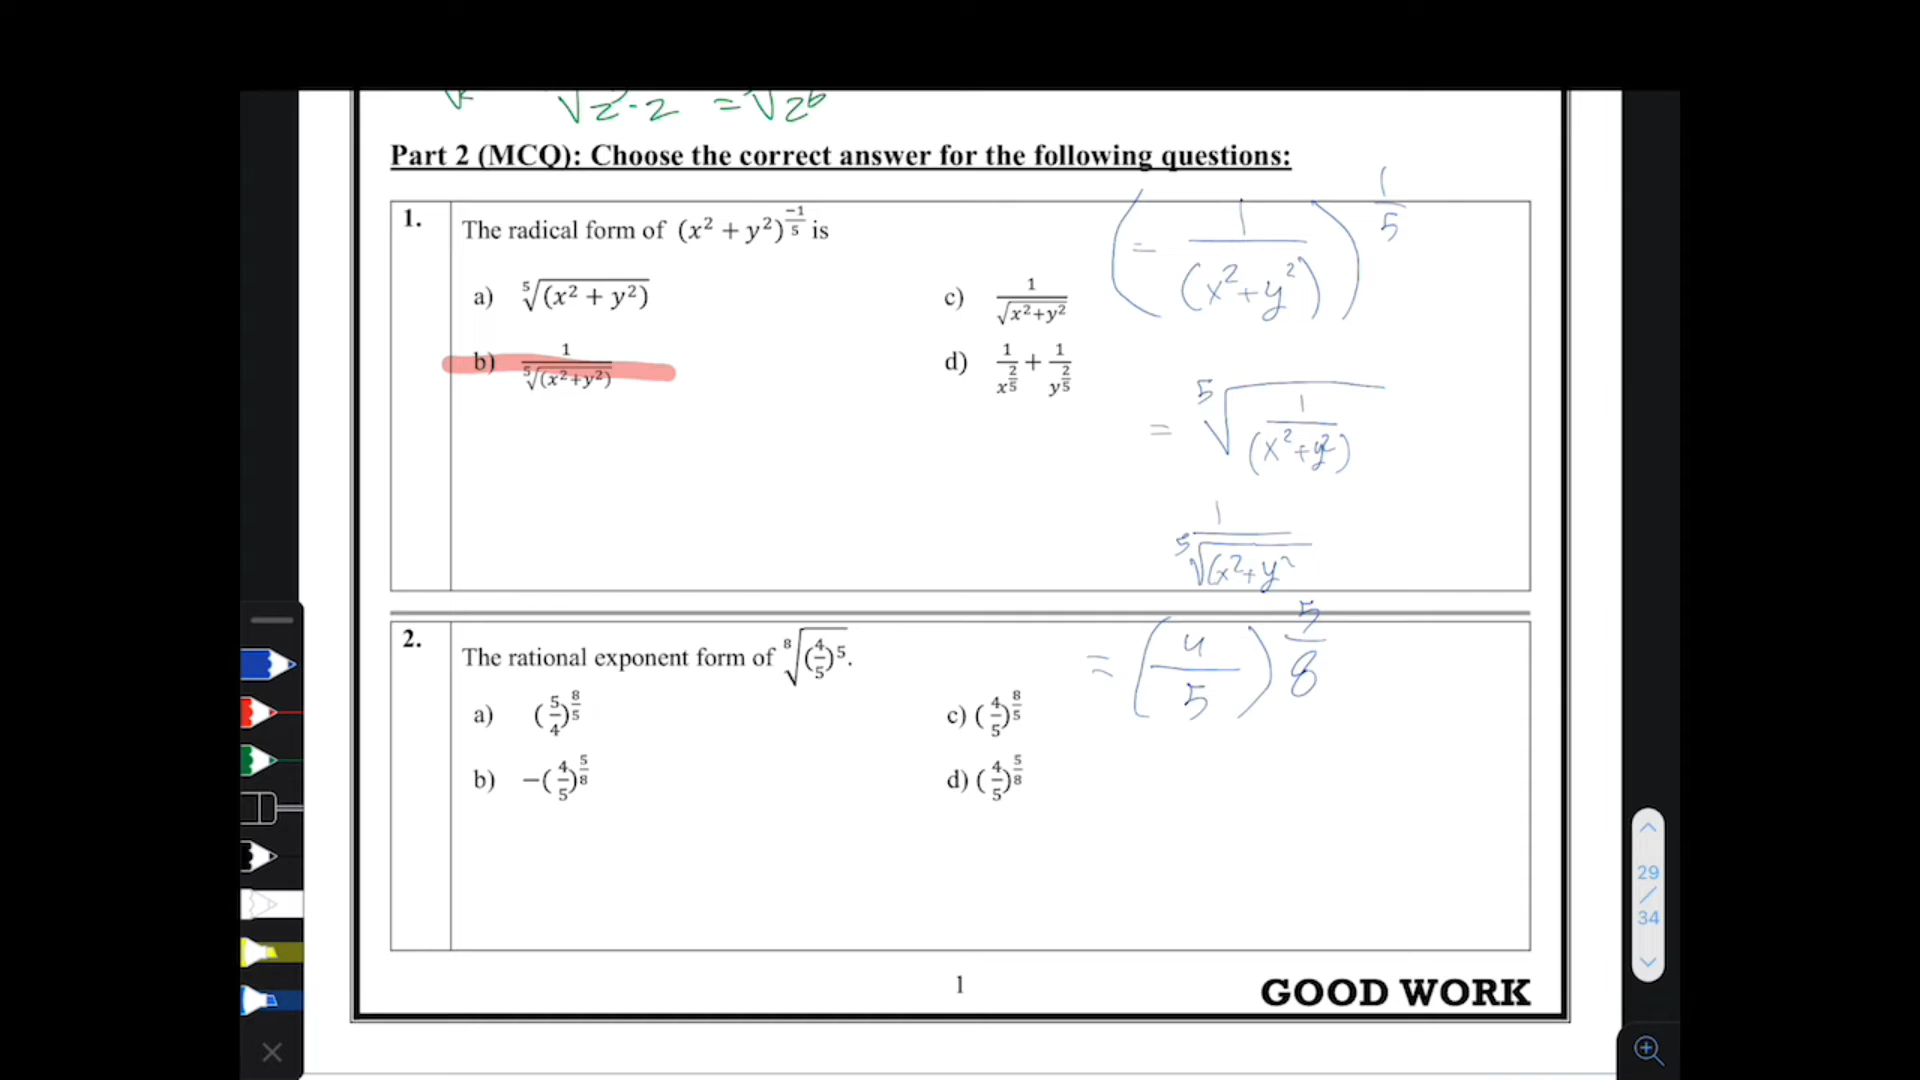 √2·2 = √2⁶
Part 2 (MCQ): Choose the correct answer for the following questions:
1.
The radical form of (x² + y²)^(−1/5) is
a) ⁵√(x² + y²)
c) 1/√(x²+y²)
b) 1/⁵√(x²+y²)
d) 1/x^(2/5) + 1/y^(2/5)
= (1/(x²+y²))^(1/5)
= ⁵√(1/(x²+y²))
1/⁵√(x²+y²
2.
The rational exponent form of ⁸√(4/5)⁵.
= (4/5)^(5/8)
a) (5/4)^(8/5)
c) (4/5)^(8/5)
b) −(4/5)^(5/8)
d) (4/5)^(5/8)
1
GOOD WORK
29
/
34